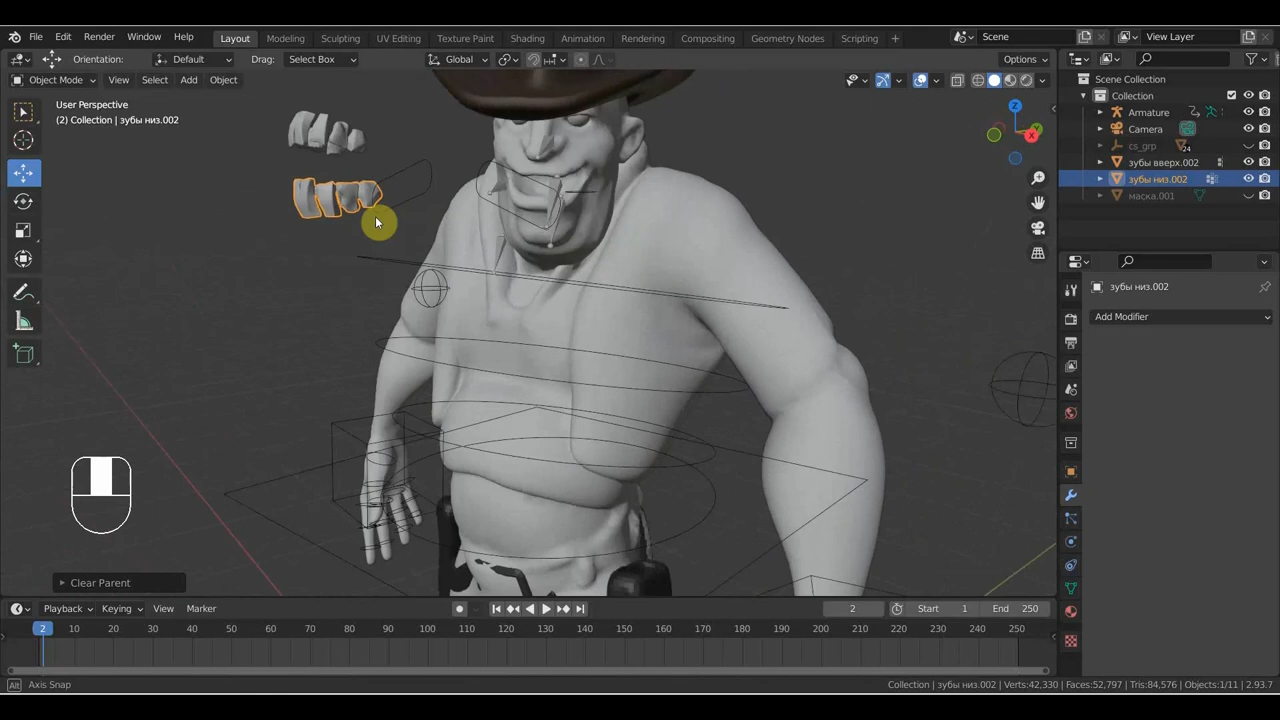 File Edit Render Window Help Layout Modeling Sculpting UV Editing Texture Paint Shading Animation Rendering Compositing Geometry Nodes Scripting + Scene View Layer
Orientation: Default Drag: Select Box Global Options
Object Mode View Select Add Object
User Perspective
(2) Collection | зубы низ.002
Z
Y
X
Scene Collection
Collection
Armature
Camera
cs_grp 24
зубы вверх.002
зубы низ.002
маска.001
зубы низ.002
Add Modifier
Clear Parent
Playback Keying View Marker 2 Start 1 End 250
2 10 20 30 40 50 60 70 80 90 100 110 120 130 140 150 160 170 180 190 200 210 220 230 240 250
Alt Axis Snap Collection | зубы низ.002 | Verts:42,330 | Faces:52,797 | Tris:84,576 | Objects:1/11 | 2.93.7